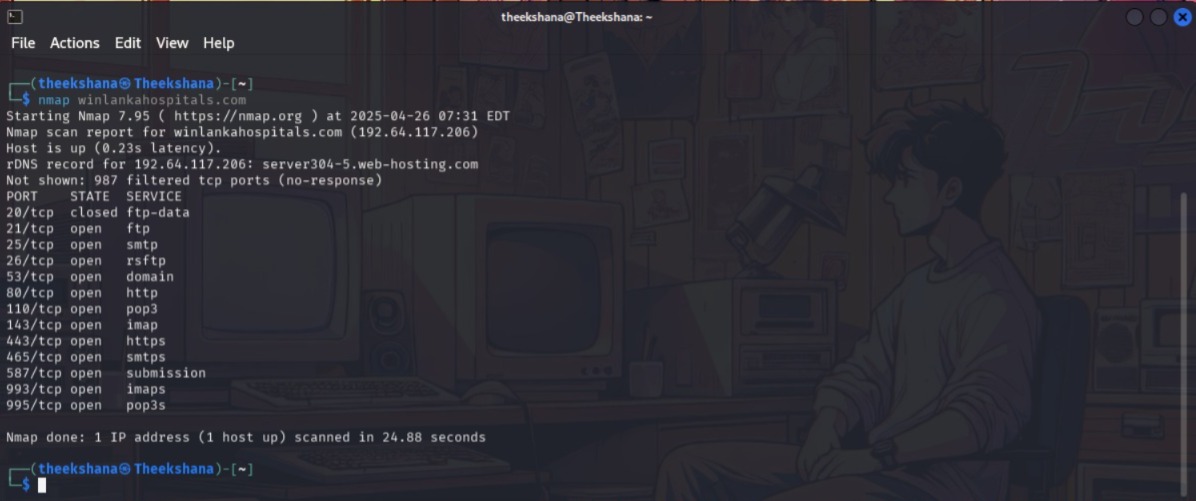 theekshana@Theekshana: ~
File Actions Edit View Help
┌──(theekshana㉿Theekshana)-[~]
└─$ nmap winlankahospitals.com
Starting Nmap 7.95 ( https://nmap.org ) at 2025-04-26 07:31 EDT
Nmap scan report for winlankahospitals.com (192.64.117.206)
Host is up (0.23s latency).
rDNS record for 192.64.117.206: server304-5.web-hosting.com
Not shown: 987 filtered tcp ports (no-response)
PORT STATE SERVICE
20/tcp closed ftp-data
21/tcp open ftp
25/tcp open smtp
26/tcp open rsftp
53/tcp open domain
80/tcp open http
110/tcp open pop3
143/tcp open imap
443/tcp open https
465/tcp open smtps
587/tcp open submission
993/tcp open imaps
995/tcp open pop3s
Nmap done: 1 IP address (1 host up) scanned in 24.88 seconds
┌──(theekshana㉿Theekshana)-[~]
└─$